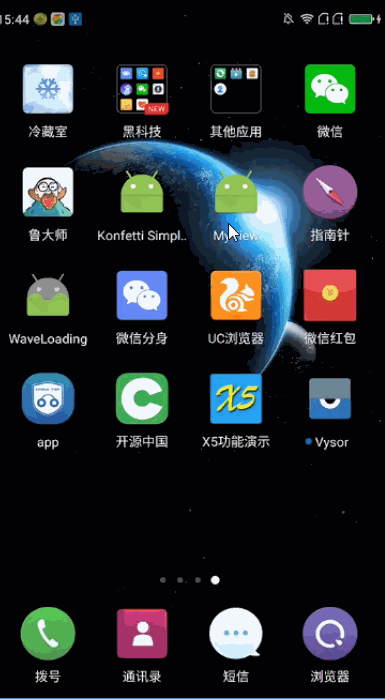 15:44
冷藏室
黑科技
NEW
其他应用
微信
鲁大师
Konfetti Simpl..
指南针
WaveLoading
微信分身
UC浏览器
微信红包
app
开源中国
X5
X5功能演示
Vysor
拨号
通讯录
短信
浏览器